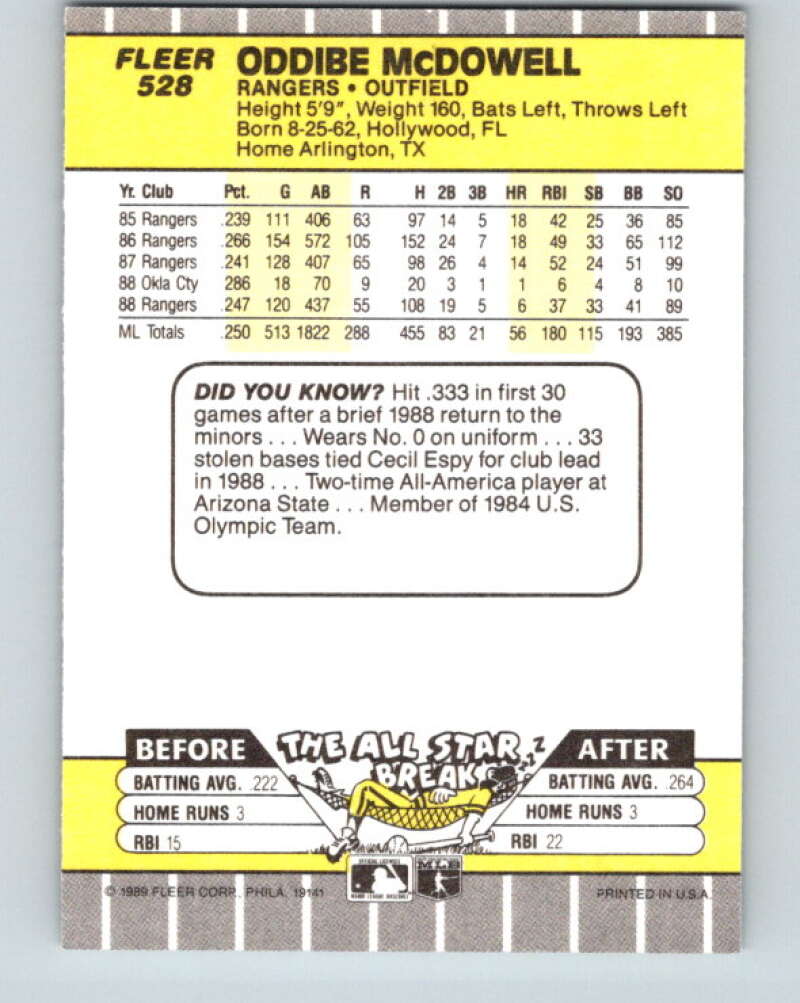 FLEER ODDIBE McDOWELL
528 RANGERS • OUTFIELD
Height 5'9", Weight 160, Bats Left, Throws Left
Born 8-25-62, Hollywood, FL
Home Arlington, TX
Yr. Club Pct. G AB R H 2B 3B HR RBI SB BB SO
85 Rangers .239 111 406 63 97 14 5 18 42 25 36 85
86 Rangers .266 154 572 105 152 24 7 18 49 33 65 112
87 Rangers .241 128 407 65 98 26 4 14 52 24 51 99
88 Okla Cty .286 18 70 9 20 3 1 1 6 4 8 10
88 Rangers .247 120 437 55 108 19 5 6 37 33 41 89
ML Totals .250 513 1822 288 455 83 21 56 180 115 193 385
DID YOU KNOW? Hit .333 in first 30
games after a brief 1988 return to the
minors . . . Wears No. 0 on uniform . . . 33
stolen bases tied Cecil Espy for club lead
in 1988 . . . Two-time All-America player at
Arizona State . . . Member of 1984 U.S.
Olympic Team.
BEFORE THE ALL STAR BREAK ZZZ AFTER
BATTING AVG. .222 BATTING AVG. .264
HOME RUNS 3 HOME RUNS 3
RBI 15 RBI 22
© 1989 FLEER CORP., PHILA. 19141 MLB PRINTED IN U.S.A.